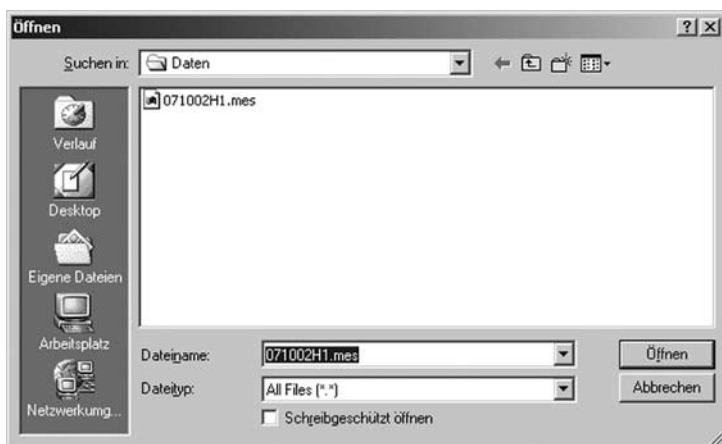 Öffnen
Suchen in: Daten
071002H1.mes
Verlauf
Desktop
Eigene Dateien
Arbeitsplatz
Netzwerkumg...
Dateiname: 071002H1.mes Öffnen
Dateityp: All Files (*.*) Abbrechen
Schreibgeschützt öffnen